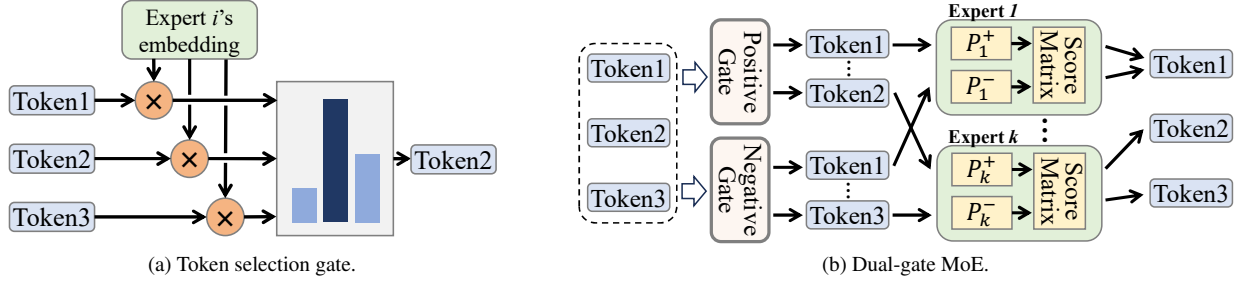 Expert i's
embedding
Token1
Token2
Token3
×
×
×
Token2
(a) Token selection gate.
Token1
Token2
Token3
Positive
Gate
Negative
Gate
Token1
Token2
Token1
Token3
Expert 1
P₁⁺
P₁⁻
Score
Matrix
Expert k
Pₖ⁺
Pₖ⁻
Score
Matrix
Token1
Token2
Token3
(b) Dual-gate MoE.